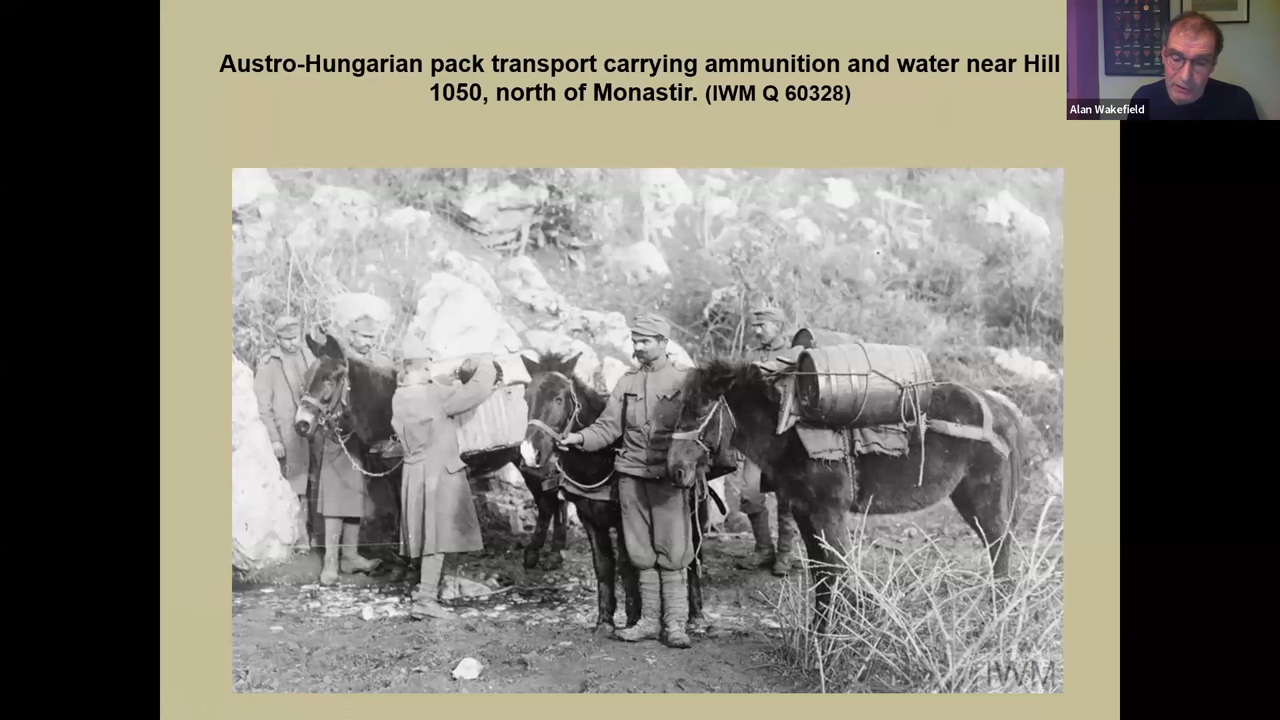 Austro-Hungarian pack transport carrying ammunition and water near Hill
1050, north of Monastir. (IWM Q 60328)
Alan Wakefield
IWM